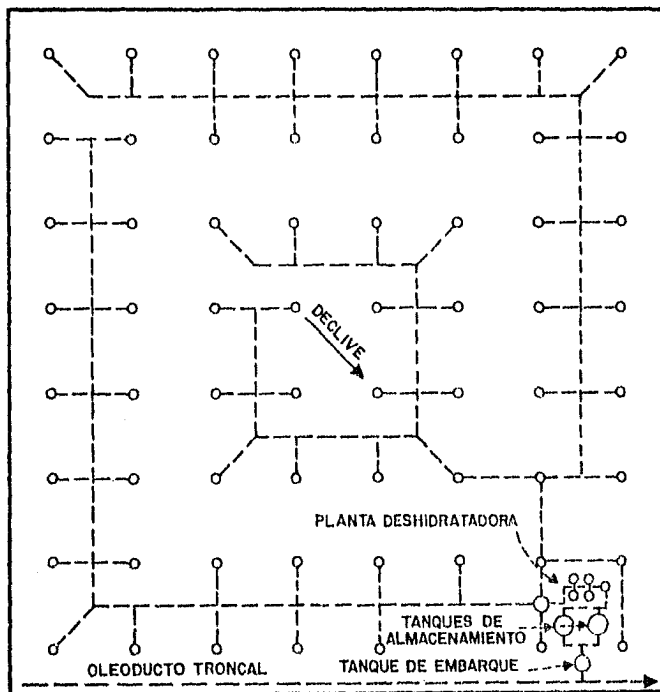 DECLIVE
PLANTA DESHIDRATADORA
TANQUES DE
ALMACENAMIENTO
OLEODUCTO TRONCAL
TANQUE DE EMBARQUE